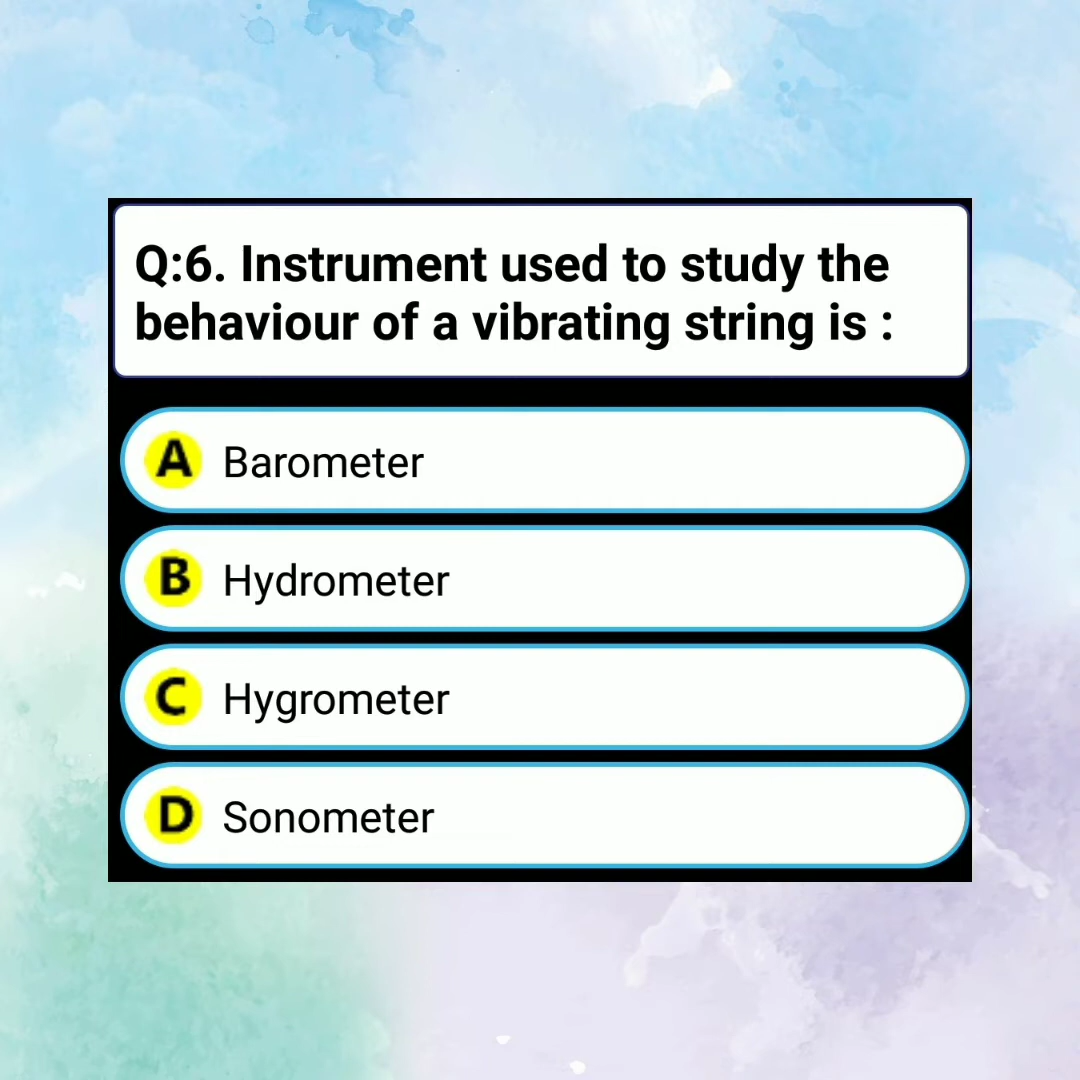 Q:6. Instrument used to study the
behaviour of a vibrating string is :
A Barometer
B Hydrometer
C Hygrometer
D Sonometer